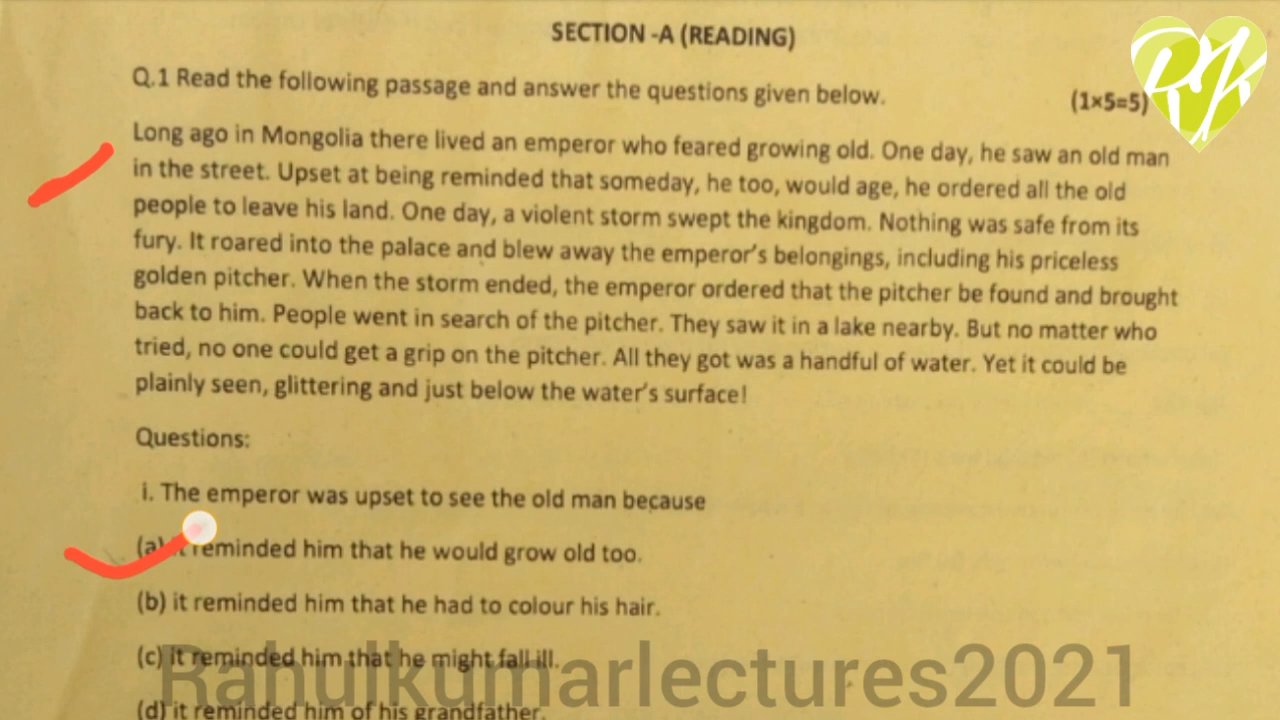 SECTION -A (READING)
RK
Q.1 Read the following passage and answer the questions given below.
(1×5=5)
Long ago in Mongolia there lived an emperor who feared growing old. One day, he saw an old man
in the street. Upset at being reminded that someday, he too, would age, he ordered all the old
people to leave his land. One day, a violent storm swept the kingdom. Nothing was safe from its
fury. It roared into the palace and blew away the emperor's belongings, including his priceless
golden pitcher. When the storm ended, the emperor ordered that the pitcher be found and brought
back to him. People went in search of the pitcher. They saw it in a lake nearby. But no matter who
tried, no one could get a grip on the pitcher. All they got was a handful of water. Yet it could be
plainly seen, glittering and just below the water's surface!
Questions:
i. The emperor was upset to see the old man because
(a) it reminded him that he would grow old too.
(b) it reminded him that he had to colour his hair.
(c) it reminded him that he might fall ill.
Rahulkumarlectures2021
(d) it reminded him of his grandfather.